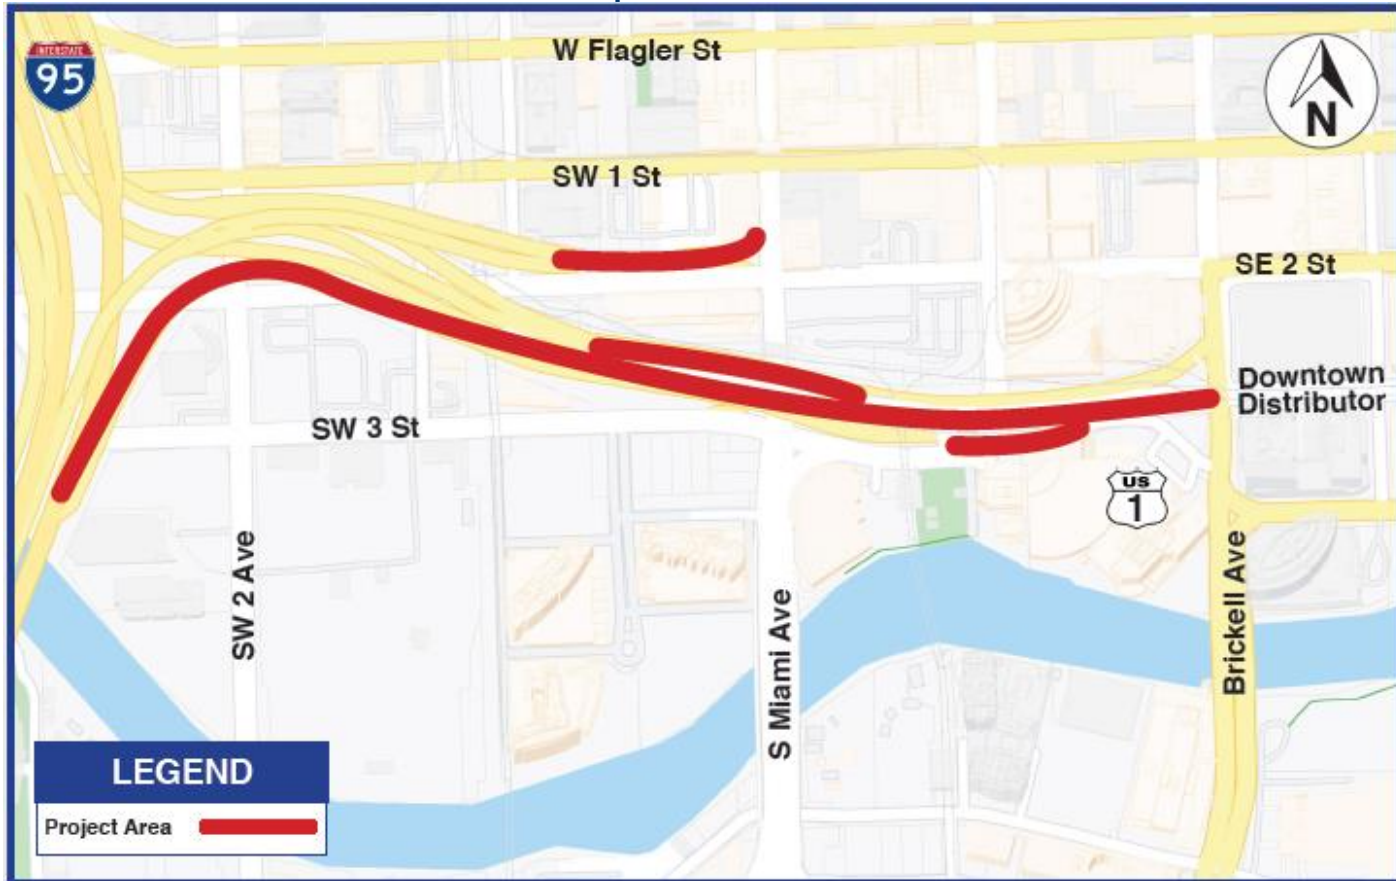 INTERSTATE
95
W Flagler St
N
SW 1 St
SE 2 St
Downtown
Distributor
SW 3 St
US
1
SW 2 Ave
S Miami Ave
Brickell Ave
LEGEND
Project Area